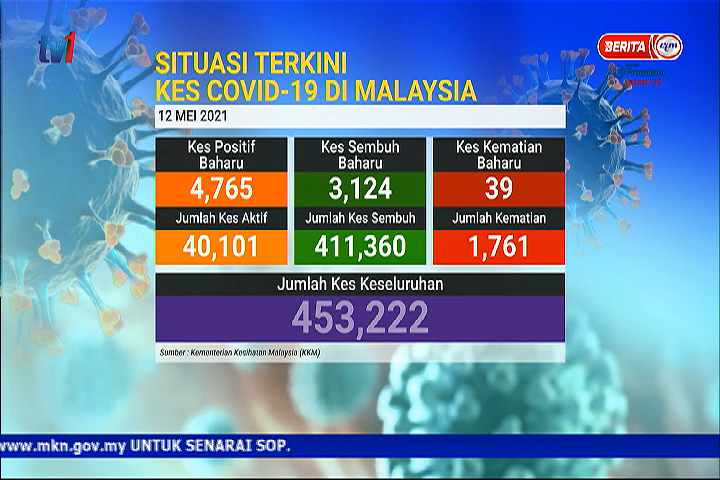 tv1
BERITA rtm
SITUASI TERKINI
KES COVID-19 DI MALAYSIA
12 MEI 2021
Kes Positif Baharu
4,765
Kes Sembuh Baharu
3,124
Kes Kematian Baharu
39
Jumlah Kes Aktif
40,101
Jumlah Kes Sembuh
411,360
Jumlah Kematian
1,761
Jumlah Kes Keseluruhan
453,222
Sumber : Kementerian Kesihatan Malaysia (KKM)
www.mkn.gov.my UNTUK SENARAI SOP.